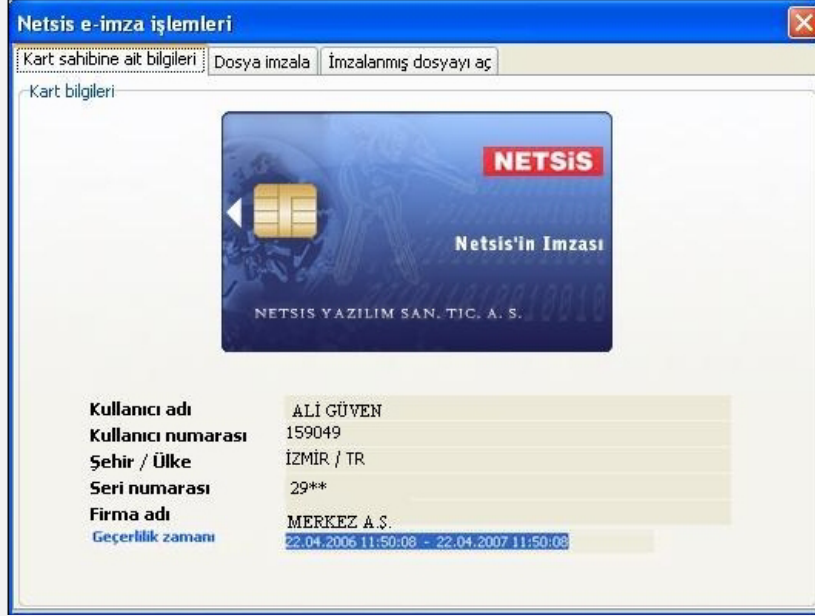 Netsis e-imza işlemleri
Kart sahibine ait bilgileri Dosya imzala İmzalanmış dosyayı aç
Kart bilgileri
NETSiS
Netsis'in Imzası
NETSIS YAZILIM SAN. TIC. A. S.
Kullanıcı adı ALİ GÜVEN
Kullanıcı numarası 159049
Şehir / Ülke İZMİR / TR
Seri numarası 29**
Firma adı MERKEZ A.Ş.
Geçerlilik zamanı 22.04.2006 11:50:08 - 22.04.2007 11:50:08